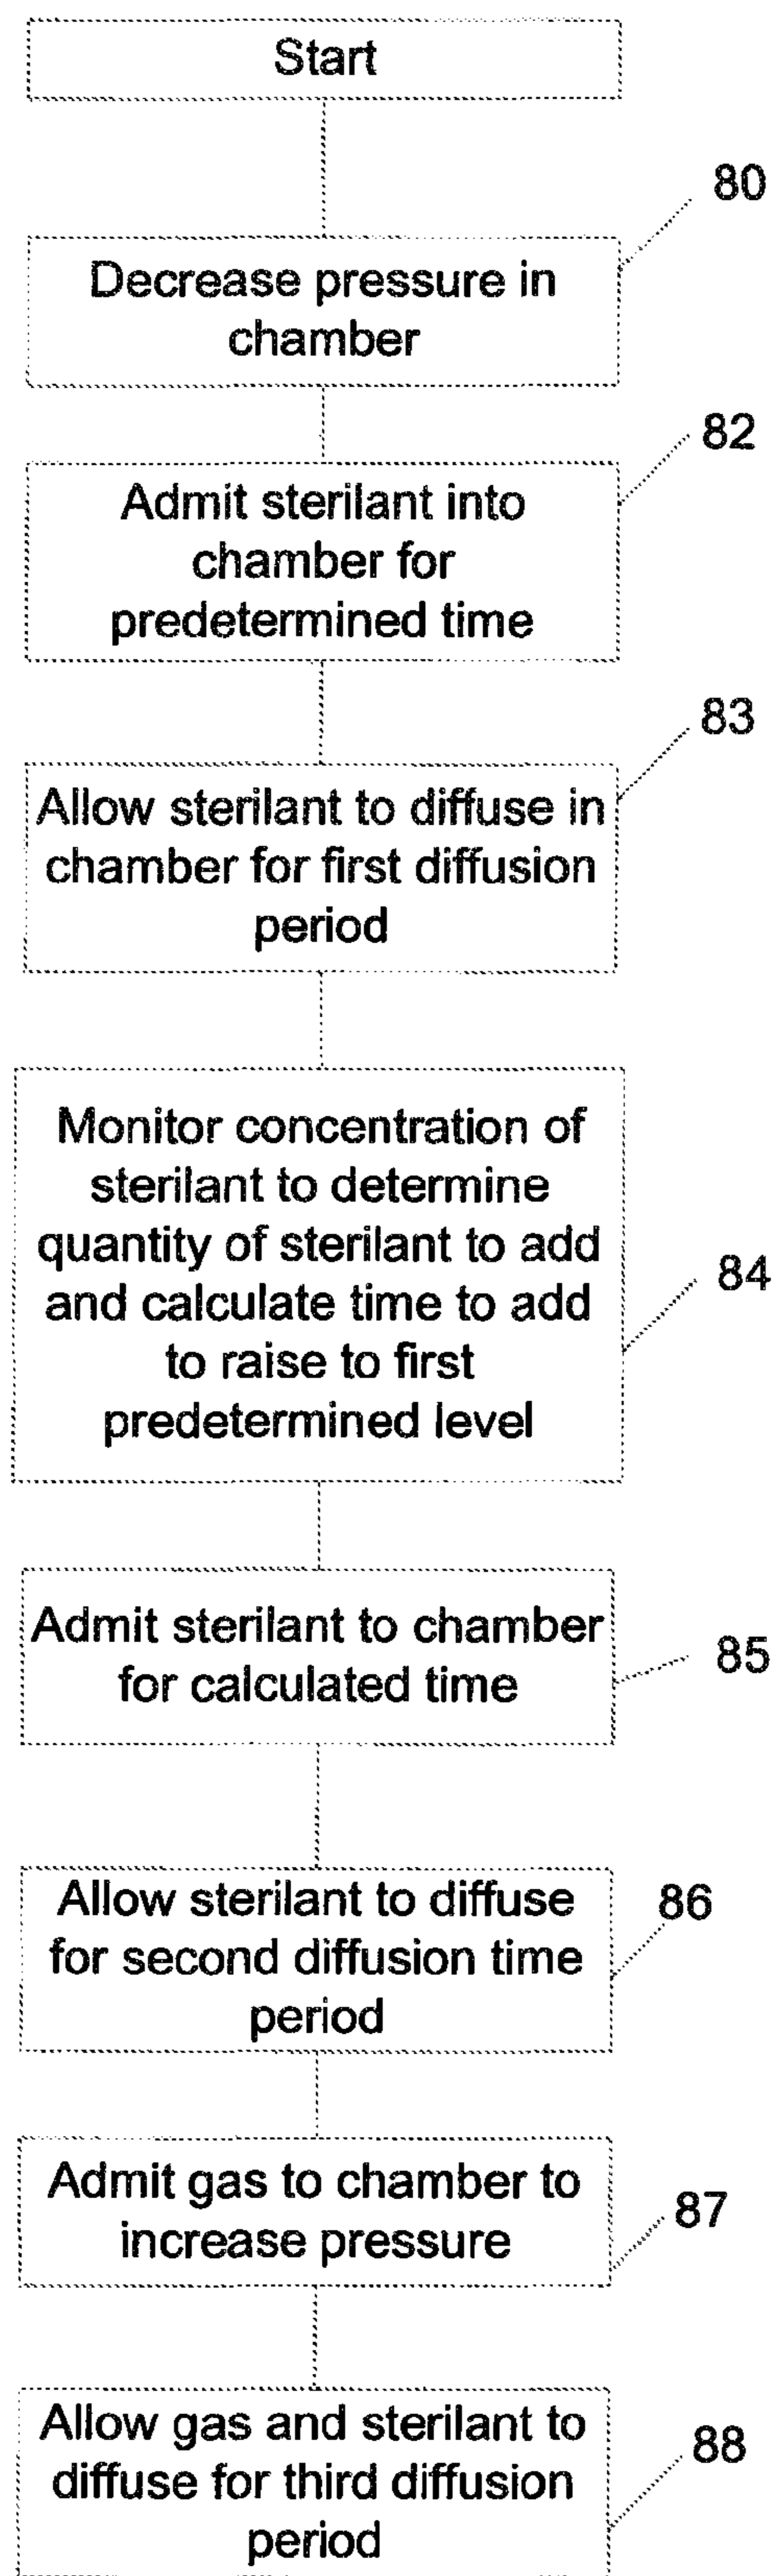 Start
80
Decrease pressure in
chamber
82
Admit sterilant into
chamber for
predetermined time
83
Allow sterilant to diffuse in
chamber for first diffusion
period
Monitor concentration of
sterilant to determine
quantity of sterilant to add
and calculate time to add
to raise to first
predetermined level
84
Admit sterilant to chamber
for calculated time
85
Allow sterilant to diffuse
for second diffusion time
period
86
Admit gas to chamber to
increase pressure
87
Allow gas and sterilant to
diffuse for third diffusion
period
88